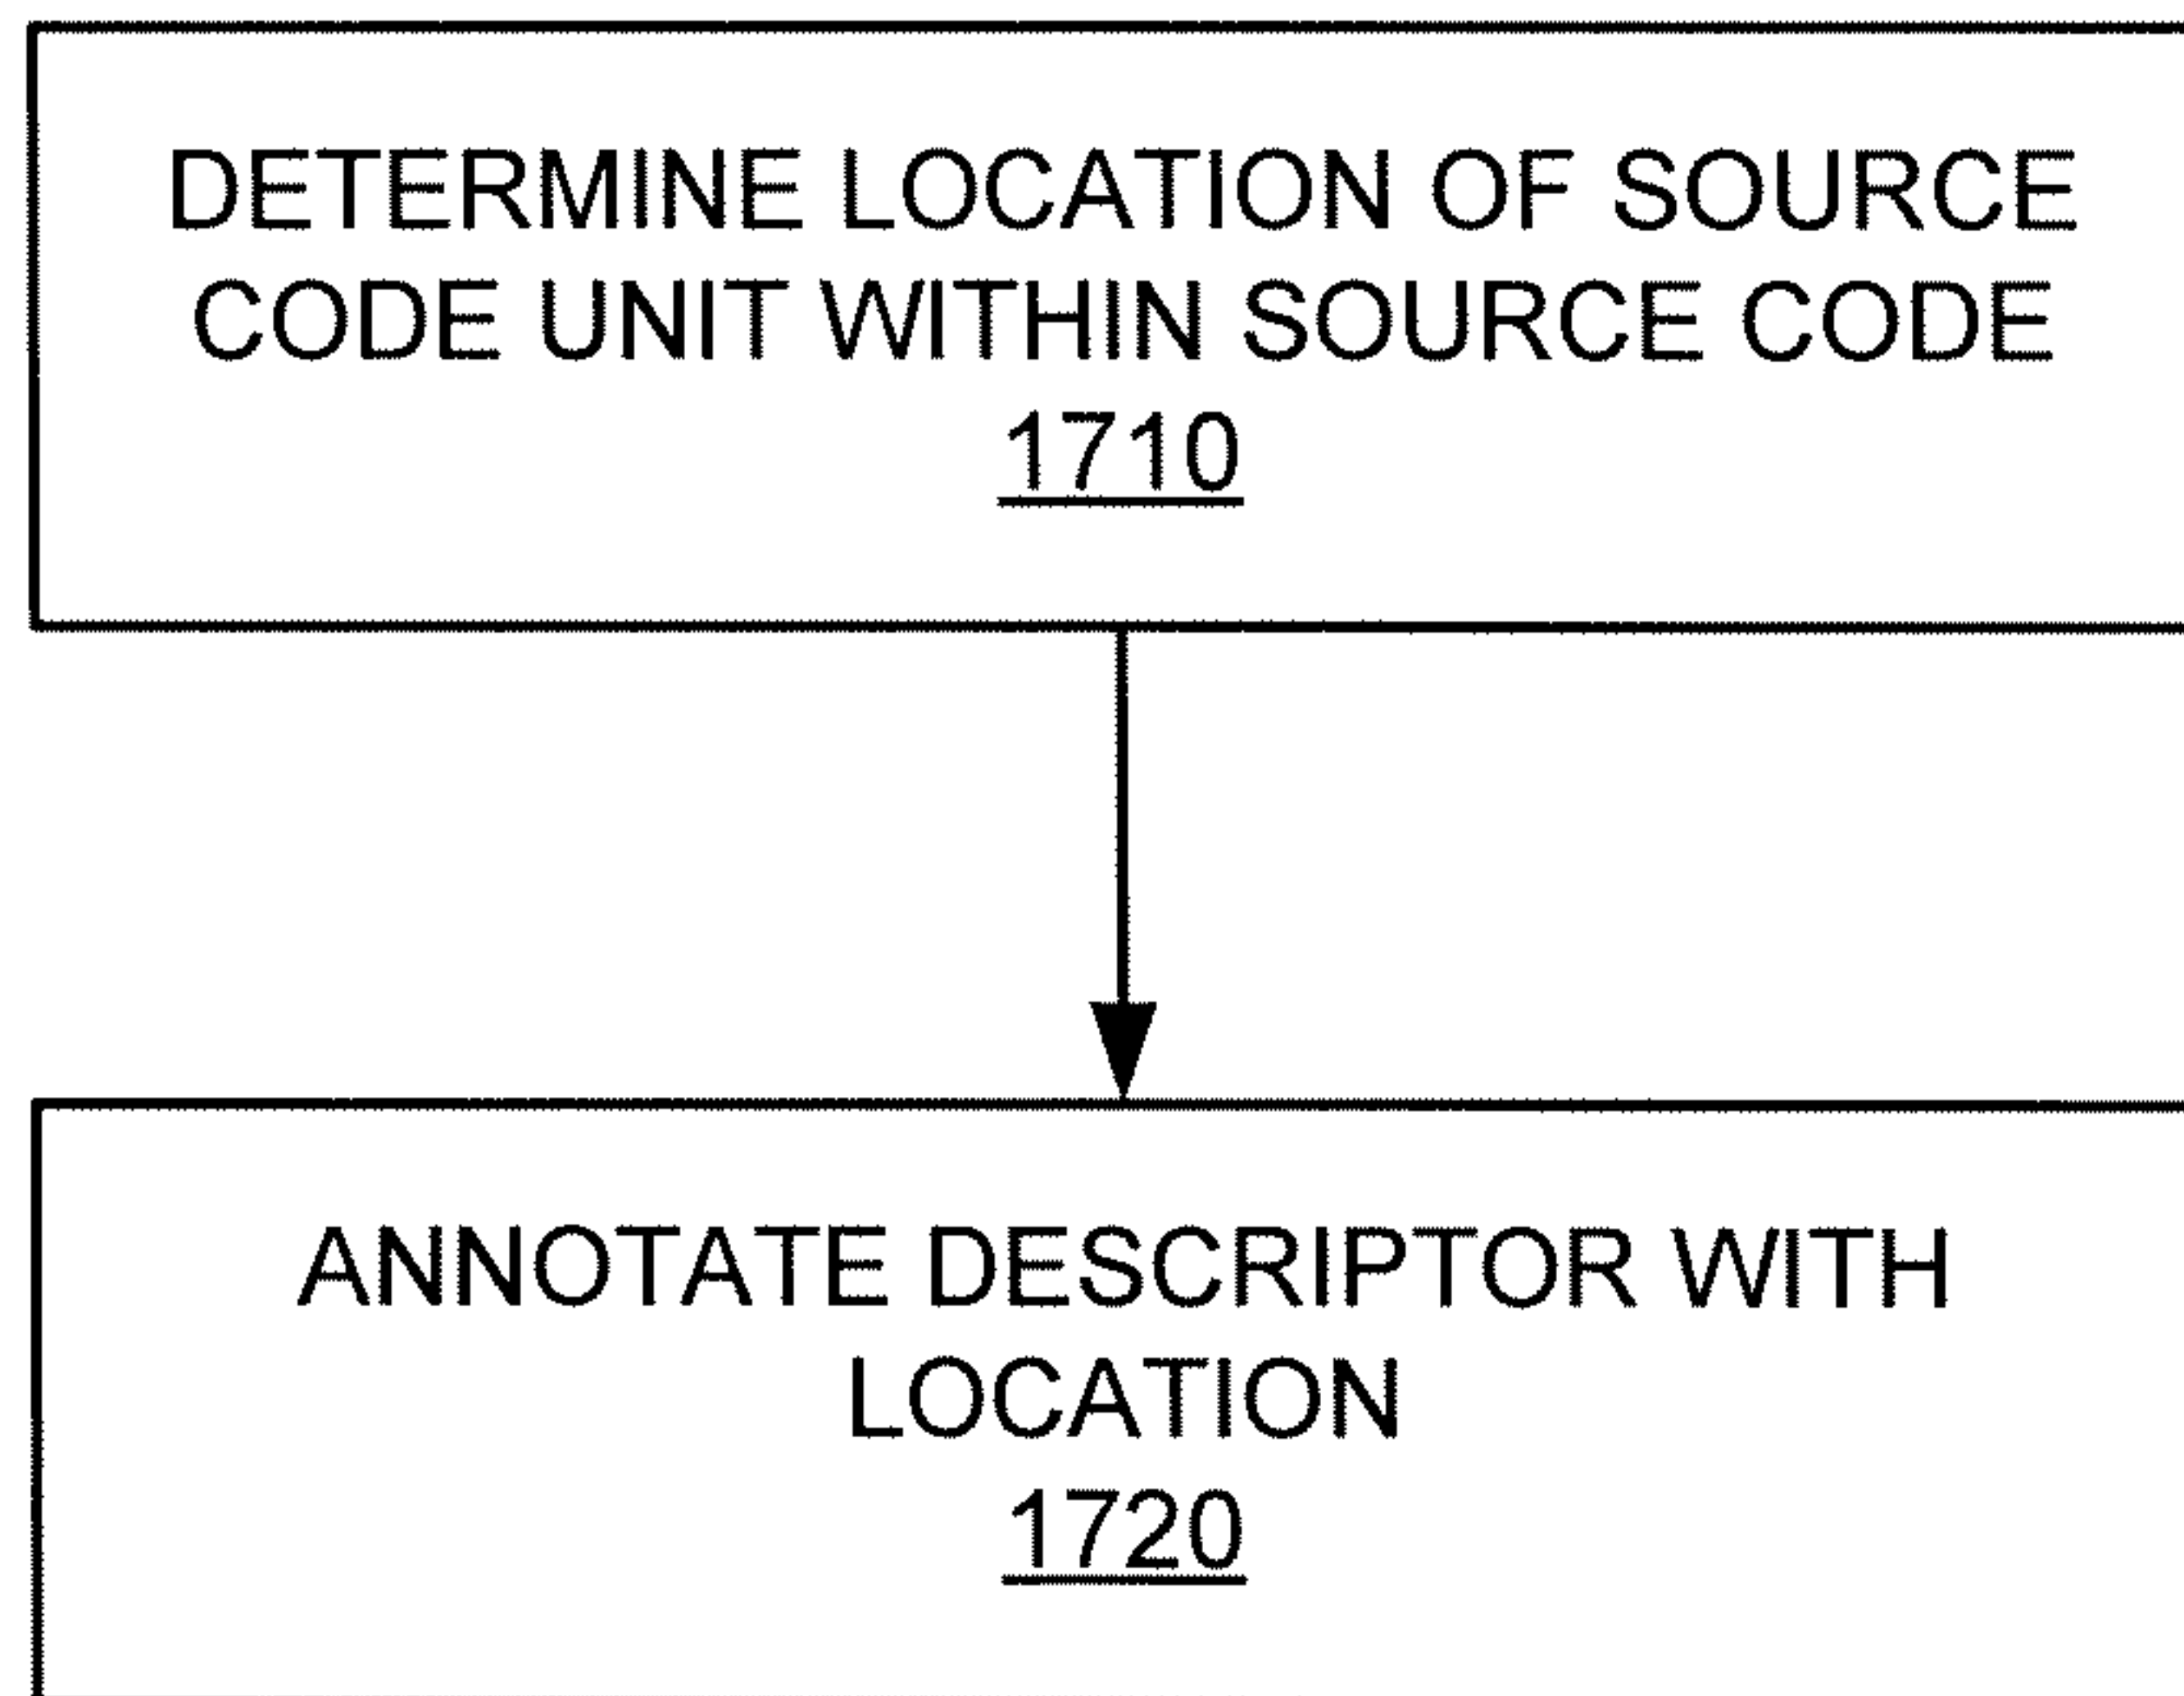 DETERMINE LOCATION OF SOURCE
CODE UNIT WITHIN SOURCE CODE
1710
ANNOTATE DESCRIPTOR WITH
LOCATION
1720